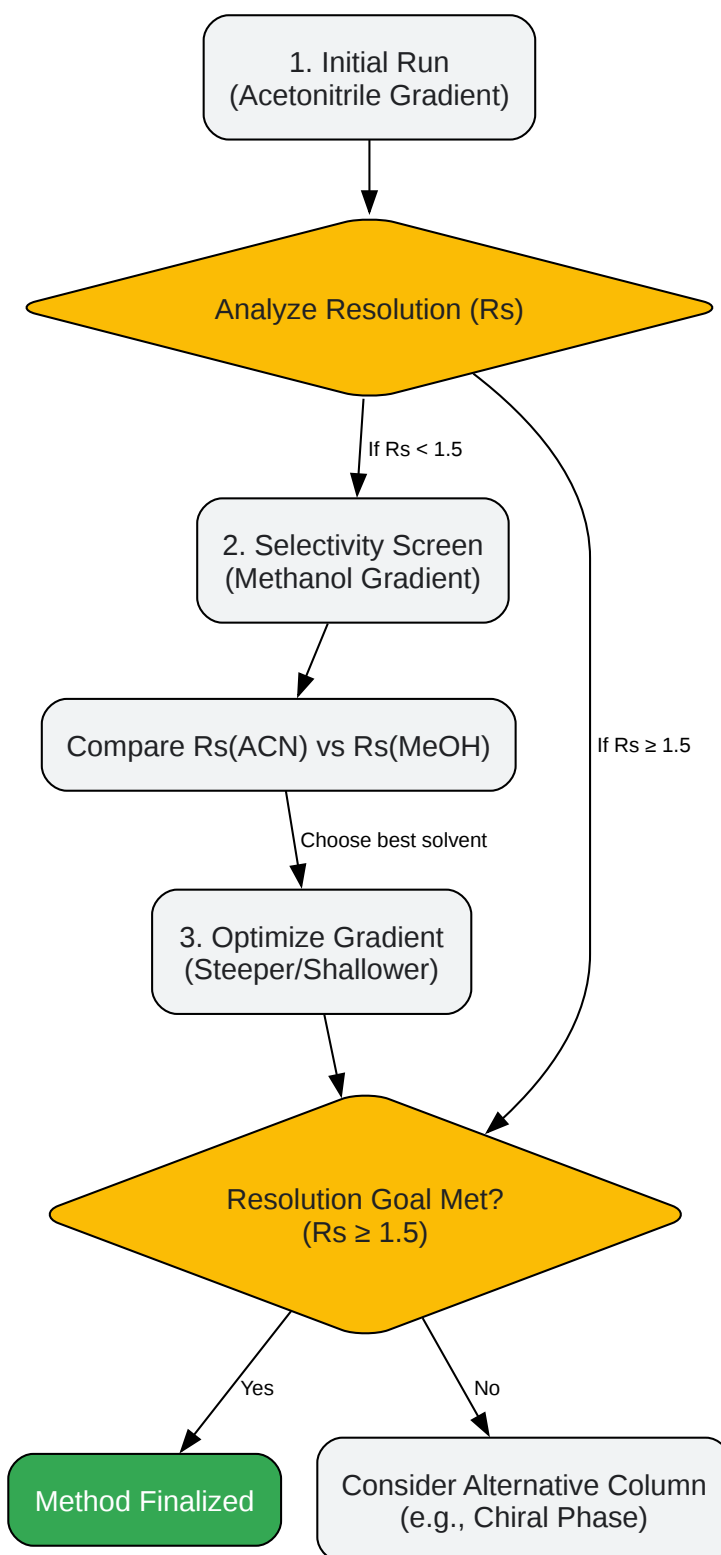 1. Initial Run
(Acetonitrile Gradient)
Analyze Resolution (Rs)
If Rs < 1.5
2. Selectivity Screen
(Methanol Gradient)
Compare Rs(ACN) vs Rs(MeOH)
If Rs ≥ 1.5
Choose best solvent
3. Optimize Gradient
(Steeper/Shallower)
Resolution Goal Met?
(Rs ≥ 1.5)
Yes
No
Method Finalized
Consider Alternative Column
(e.g., Chiral Phase)